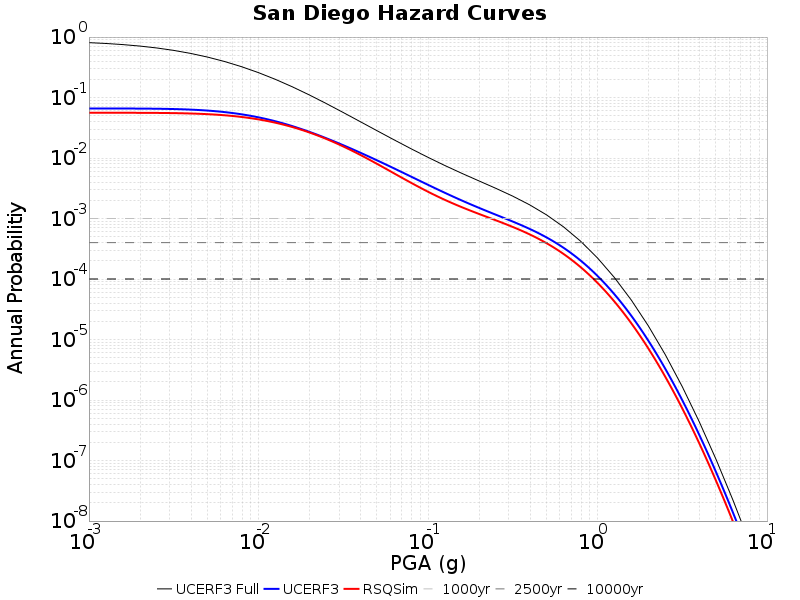 San Diego Hazard Curves
10^0
10^-1
10^-2
10^-3
10^-4
10^-5
10^-6
10^-7
10^-8
Annual Probabilitiy
10^-3 10^-2 10^-1 10^0 10^1
PGA (g)
UCERF3 Full UCERF3 RSQSim 1000yr 2500yr 10000yr